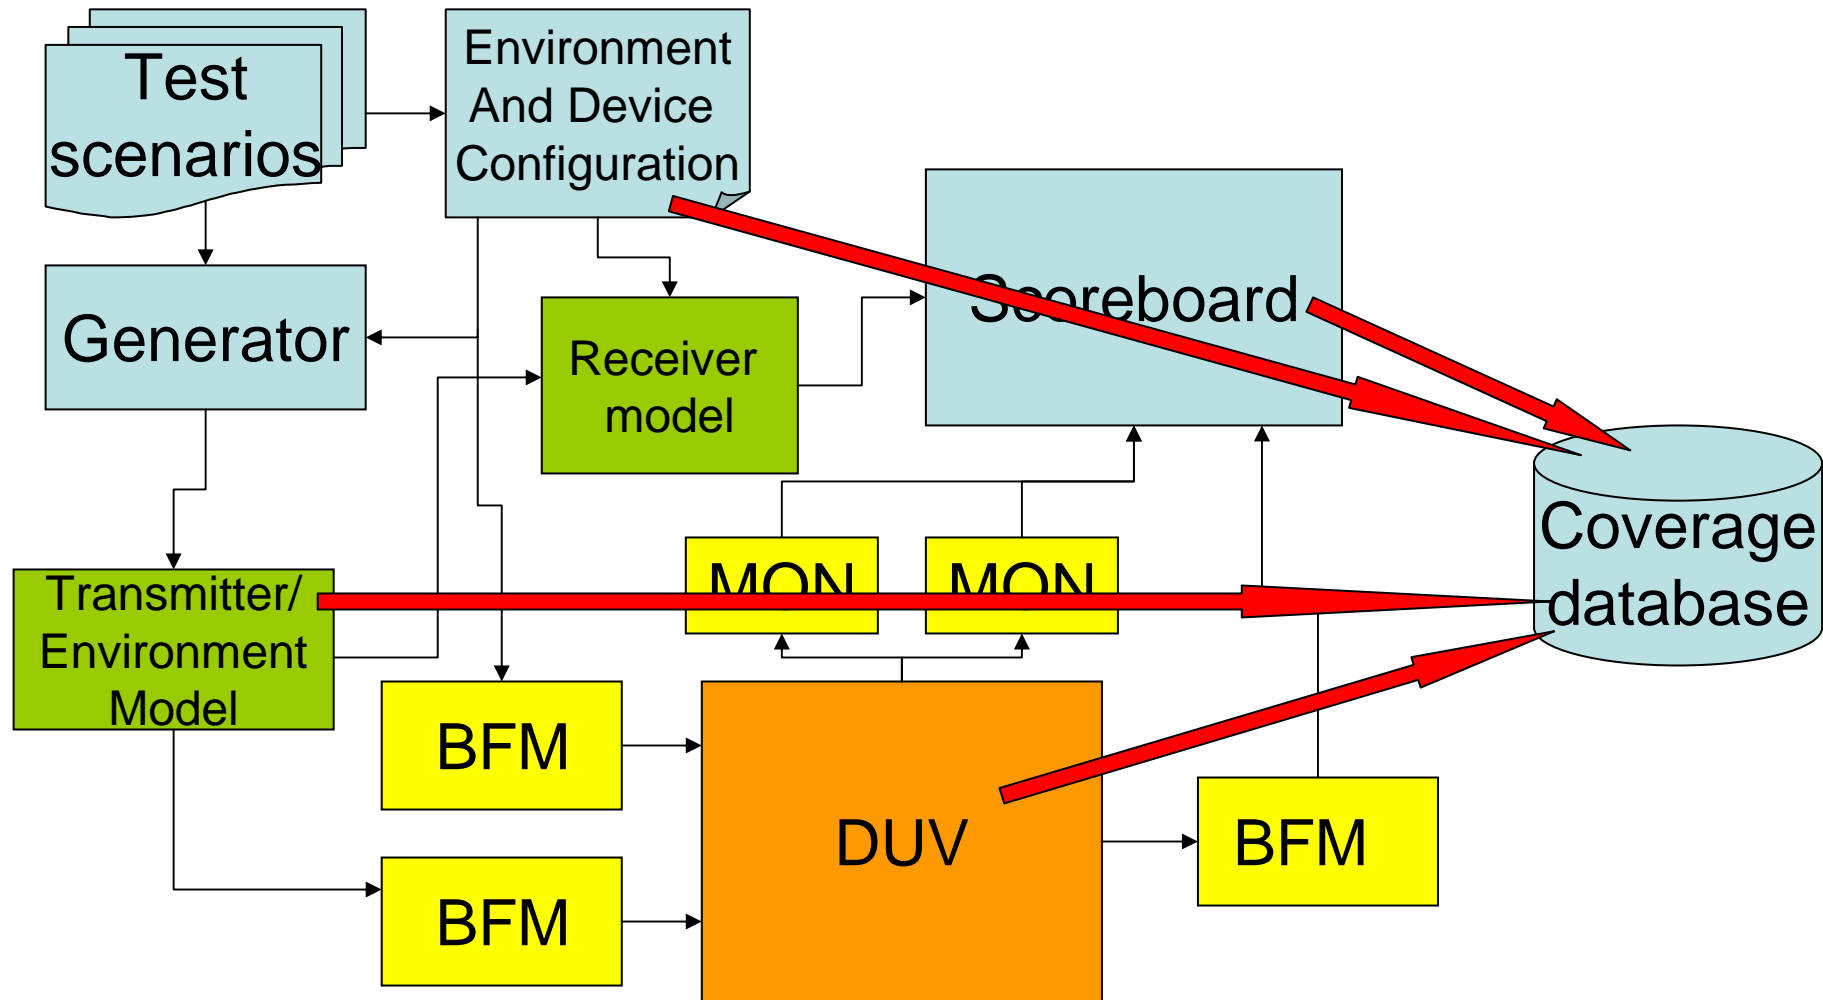 Test
scenarios
Environment
And Device
Configuration
Scoreboard
Generator
Receiver
model
Coverage
database
MON
MON
Transmitter/
Environment
Model
BFM
DUV
BFM
BFM